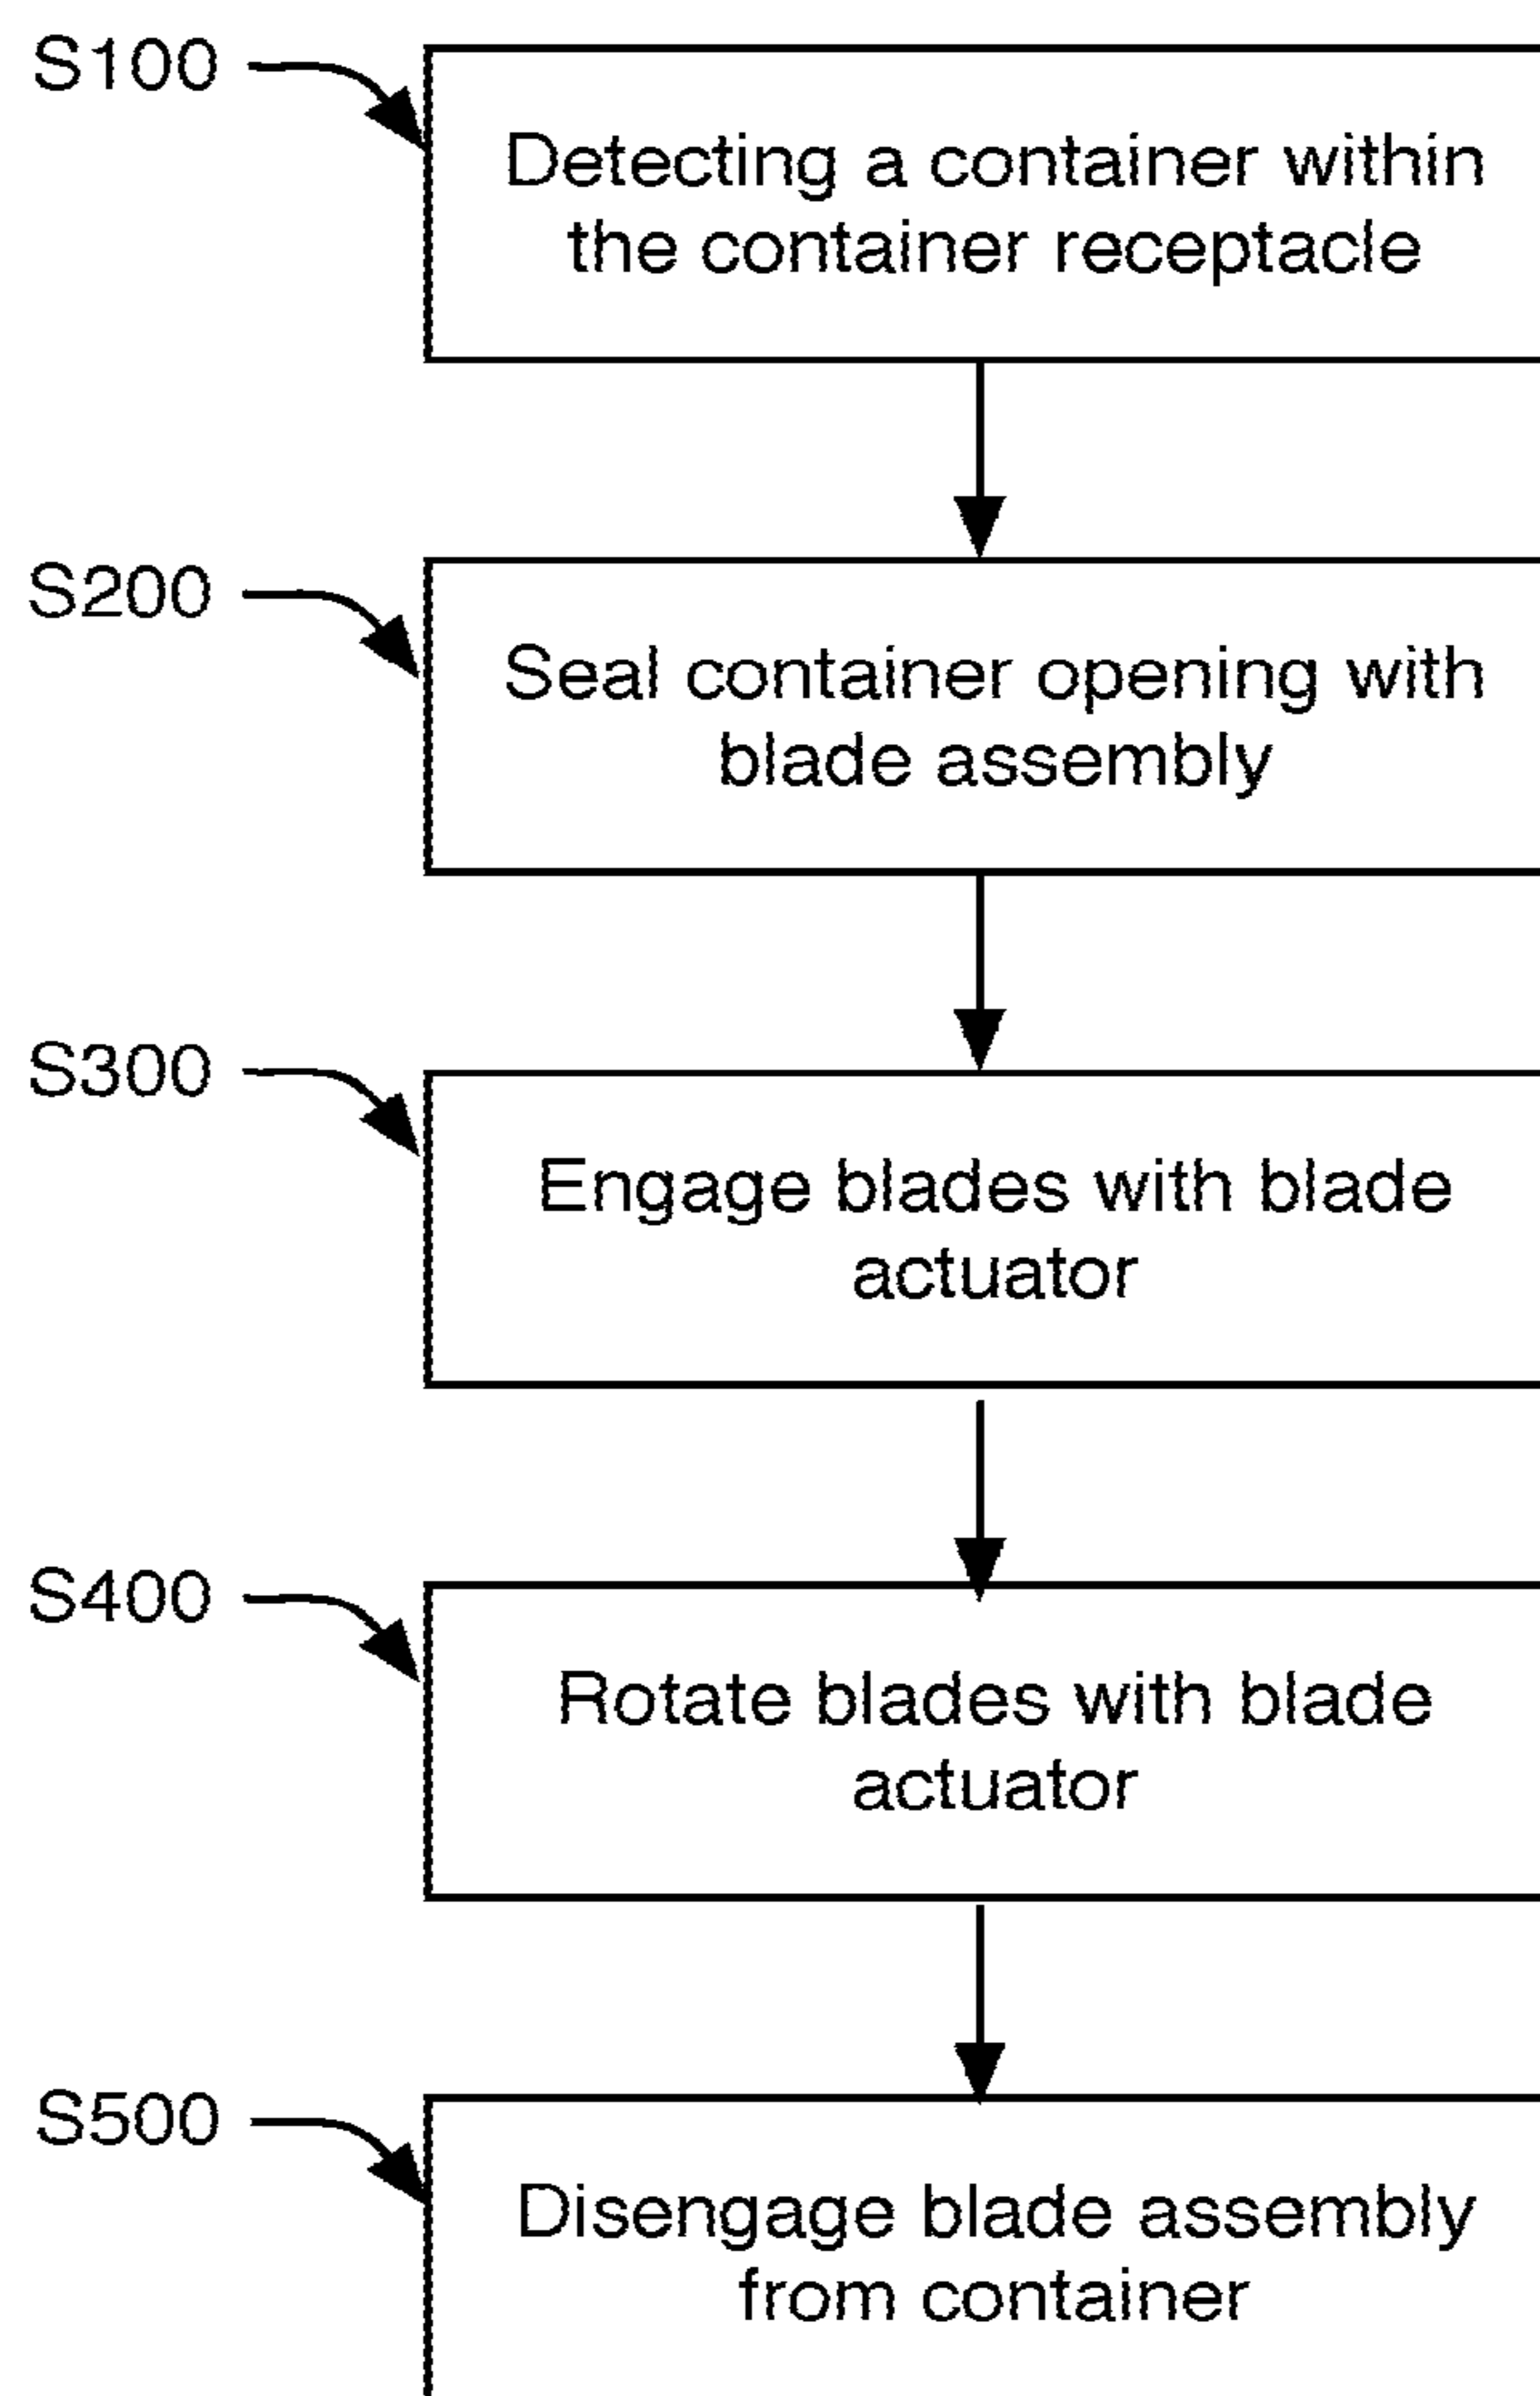 S100
Detecting a container within
the container receptacle
S200
Seal container opening with
blade assembly
S300
Engage blades with blade
actuator
S400
Rotate blades with blade
actuator
S500
Disengage blade assembly
from container